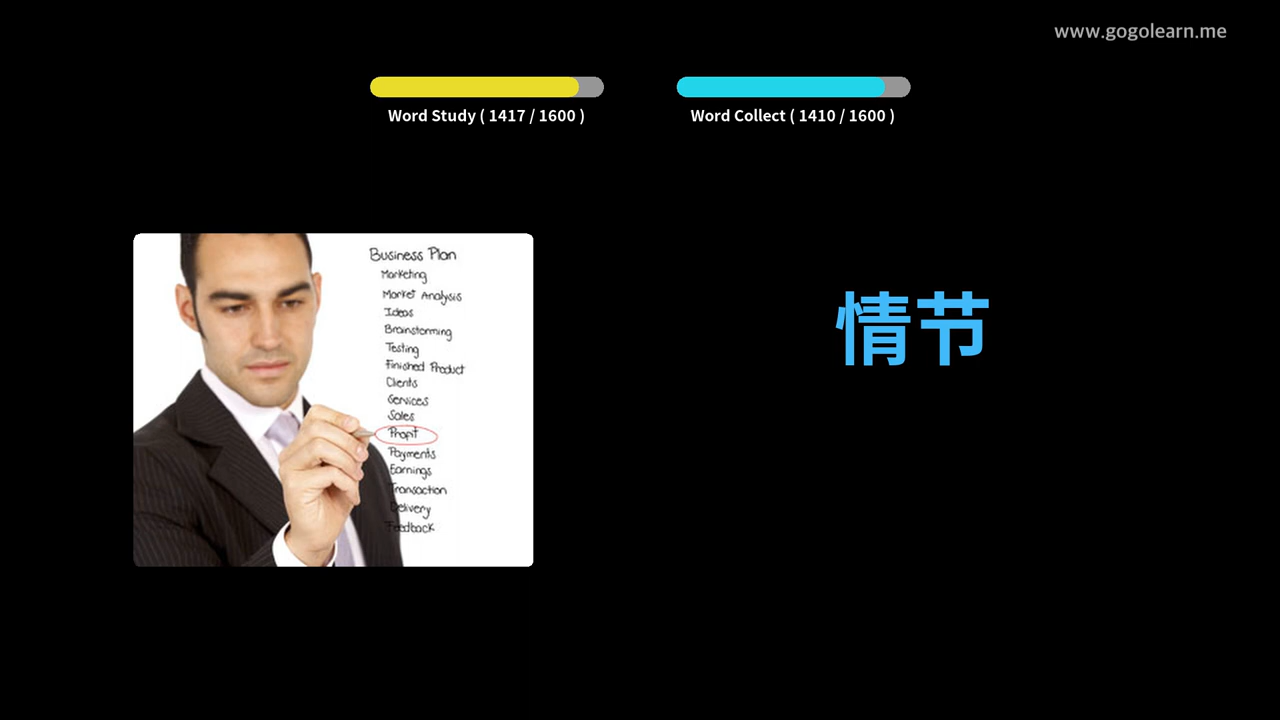 www.gogolearn.me
Word Study ( 1417 / 1600 )
Word Collect ( 1410 / 1600 )
Business Plan
Marketing
Market Analysis
Ideas
Brainstorming
Testing
Finished Product
Clients
Services
Sales
Profit
Payments
Earnings
Transaction
Delivery
Feedback
情节